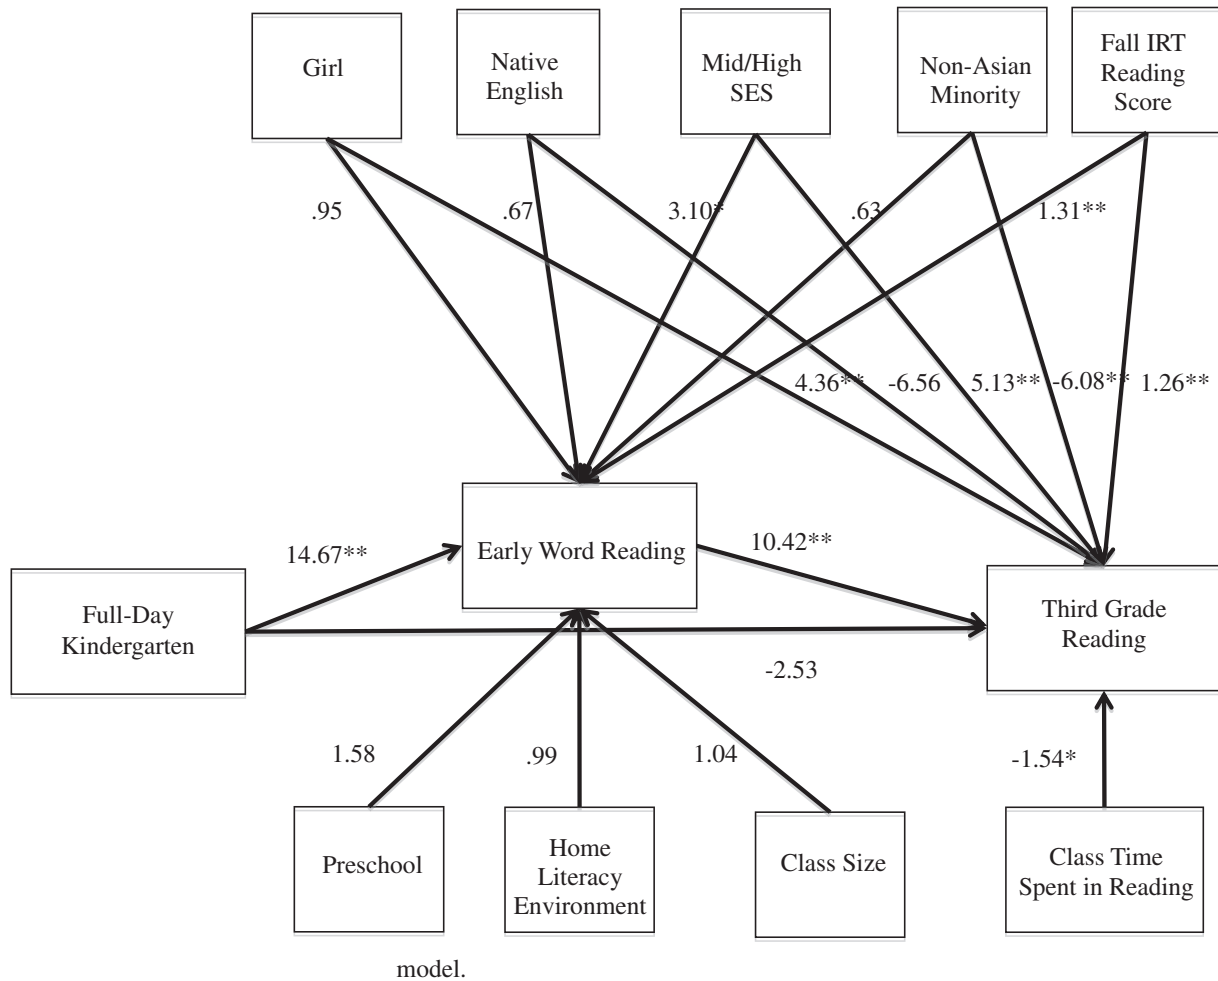 Girl
Native
English
Mid/High
SES
Non-Asian
Minority
Fall IRT
Reading
Score
.95
.67
3.10*
.63
1.31**
4.36**
-6.56
5.13**
-6.08**
1.26**
14.67**
Early Word Reading
10.42**
Full-Day
Kindergarten
Third Grade
Reading
-2.53
1.58
.99
1.04
-1.54*
Preschool
Home
Literacy
Environment
Class Size
Class Time
Spent in Reading
model.